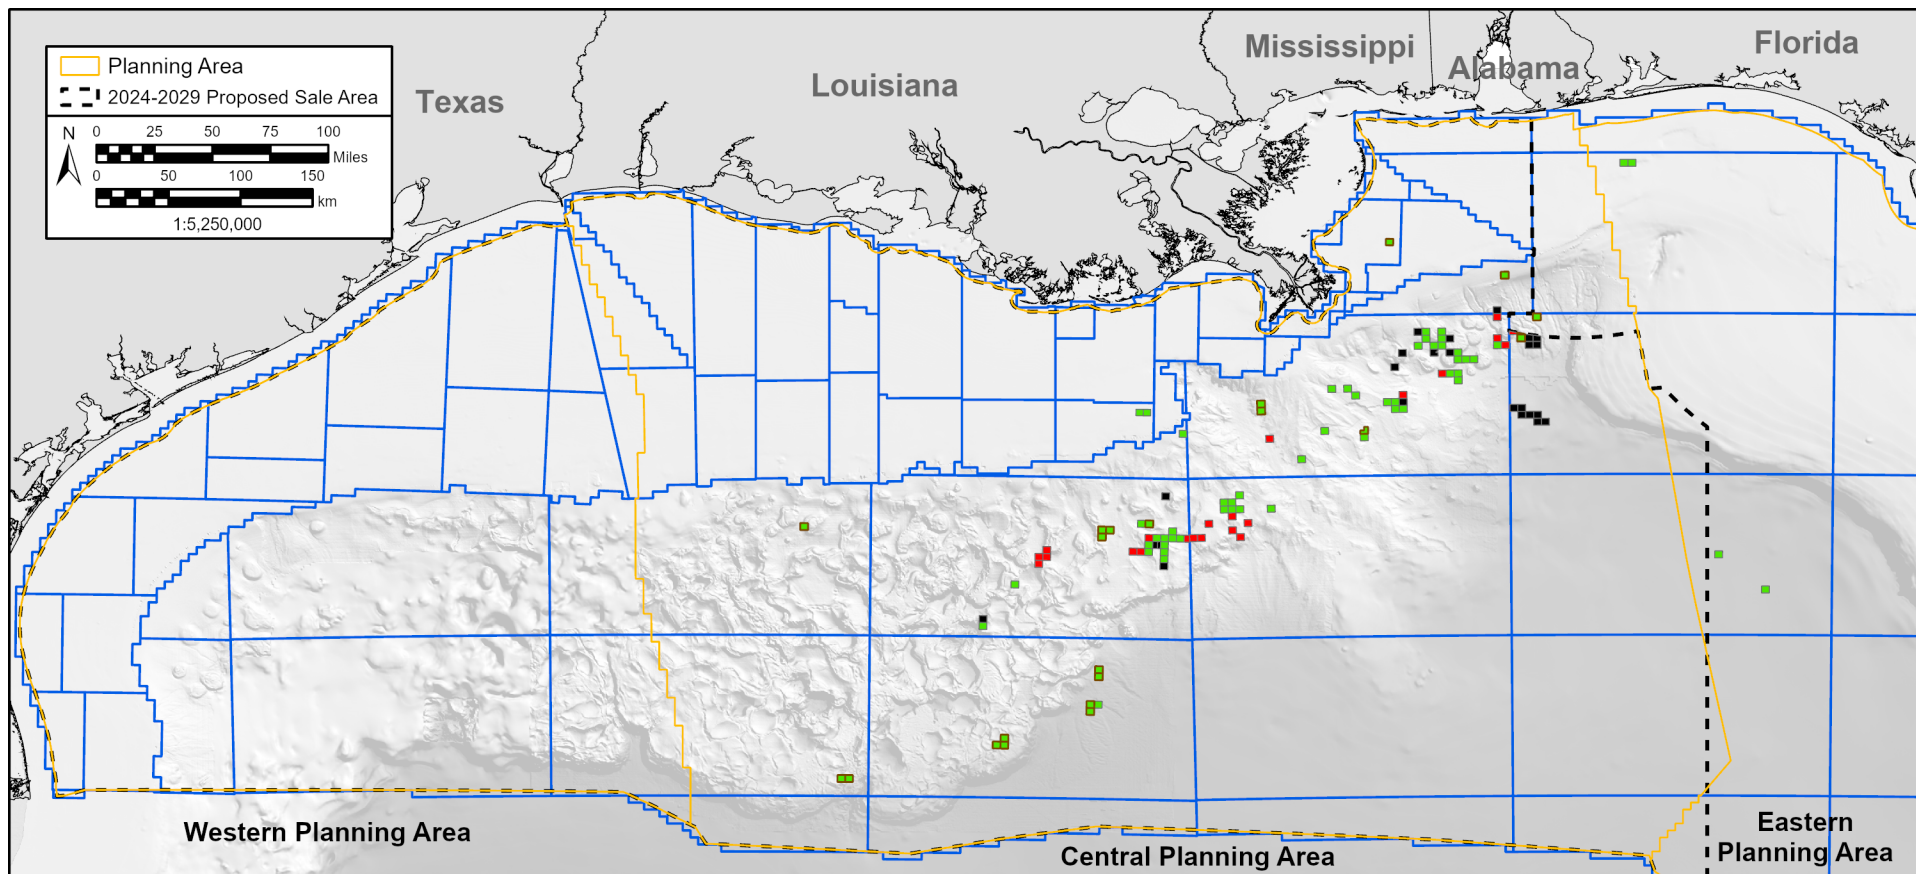 Mississippi
Florida
Alabama
Louisiana
Texas
Planning Area
2024-2029 Proposed Sale Area
N
0 25 50 75 100
Miles
0 50 100 150
km
1:5,250,000
Western Planning Area
Central Planning Area
Eastern
Planning Area